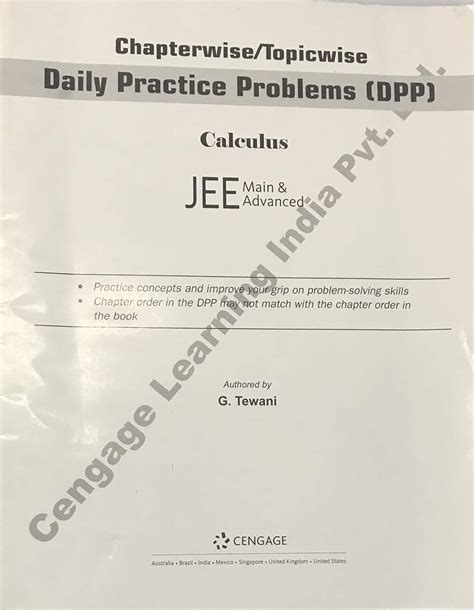 Chapterwise/Topicwise
Daily Practice Problems (DPP)
Calculus
JEE Main & Advanced
• Practice concepts and improve your grip on problem-solving skills
• Chapter order in the DPP may not match with the chapter order in
the book
Authored by
G. Tewani
CENGAGE
Australia • Brazil • India • Mexico • Singapore • United Kingdom • United States
Cengage Learning India Pvt. Ltd.